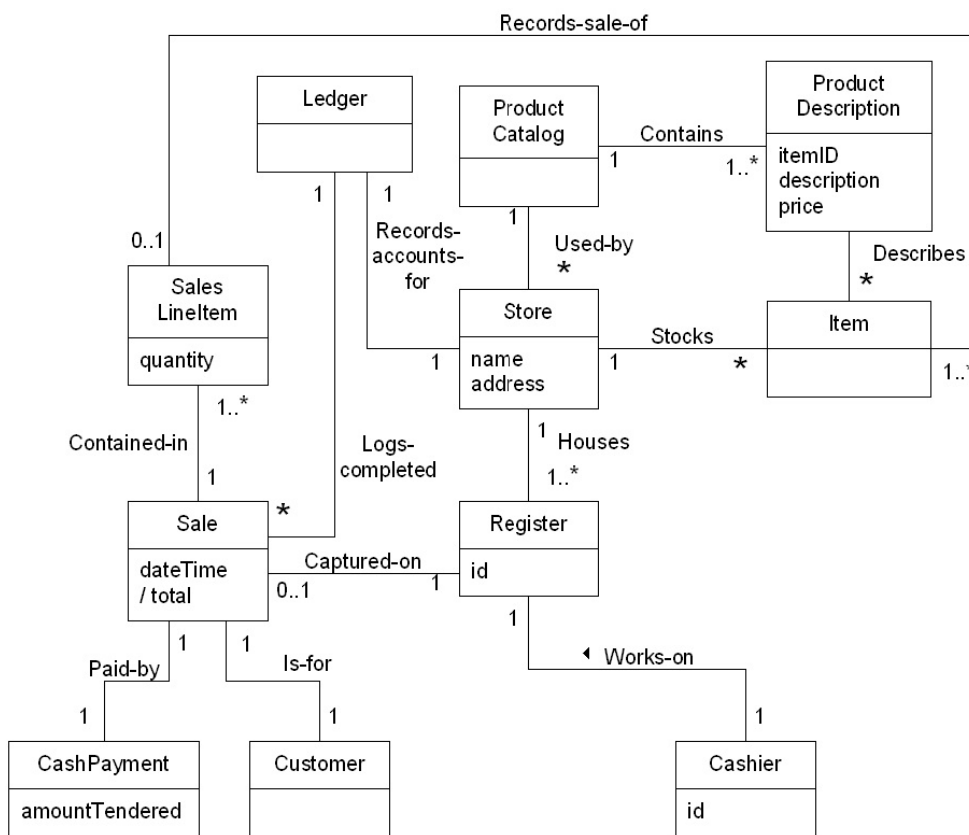 Records-sale-of
Ledger
Product
Catalog
Product
Description
itemID
description
price
Contains
1
1..*
1
1
1
Records-
accounts-
for
Used-by
*
Describes
*
0..1
Sales
LineItem
quantity
Store
name
address
Item
Stocks
1
1
*
1..*
1..*
Contained-in
1
Logs-
completed
1
Houses
1..*
Sale
dateTime
/ total
*
Captured-on
0..1
1
Register
id
1
1
1
Paid-by
Is-for
Works-on
1
1
1
CashPayment
amountTendered
Customer
Cashier
id